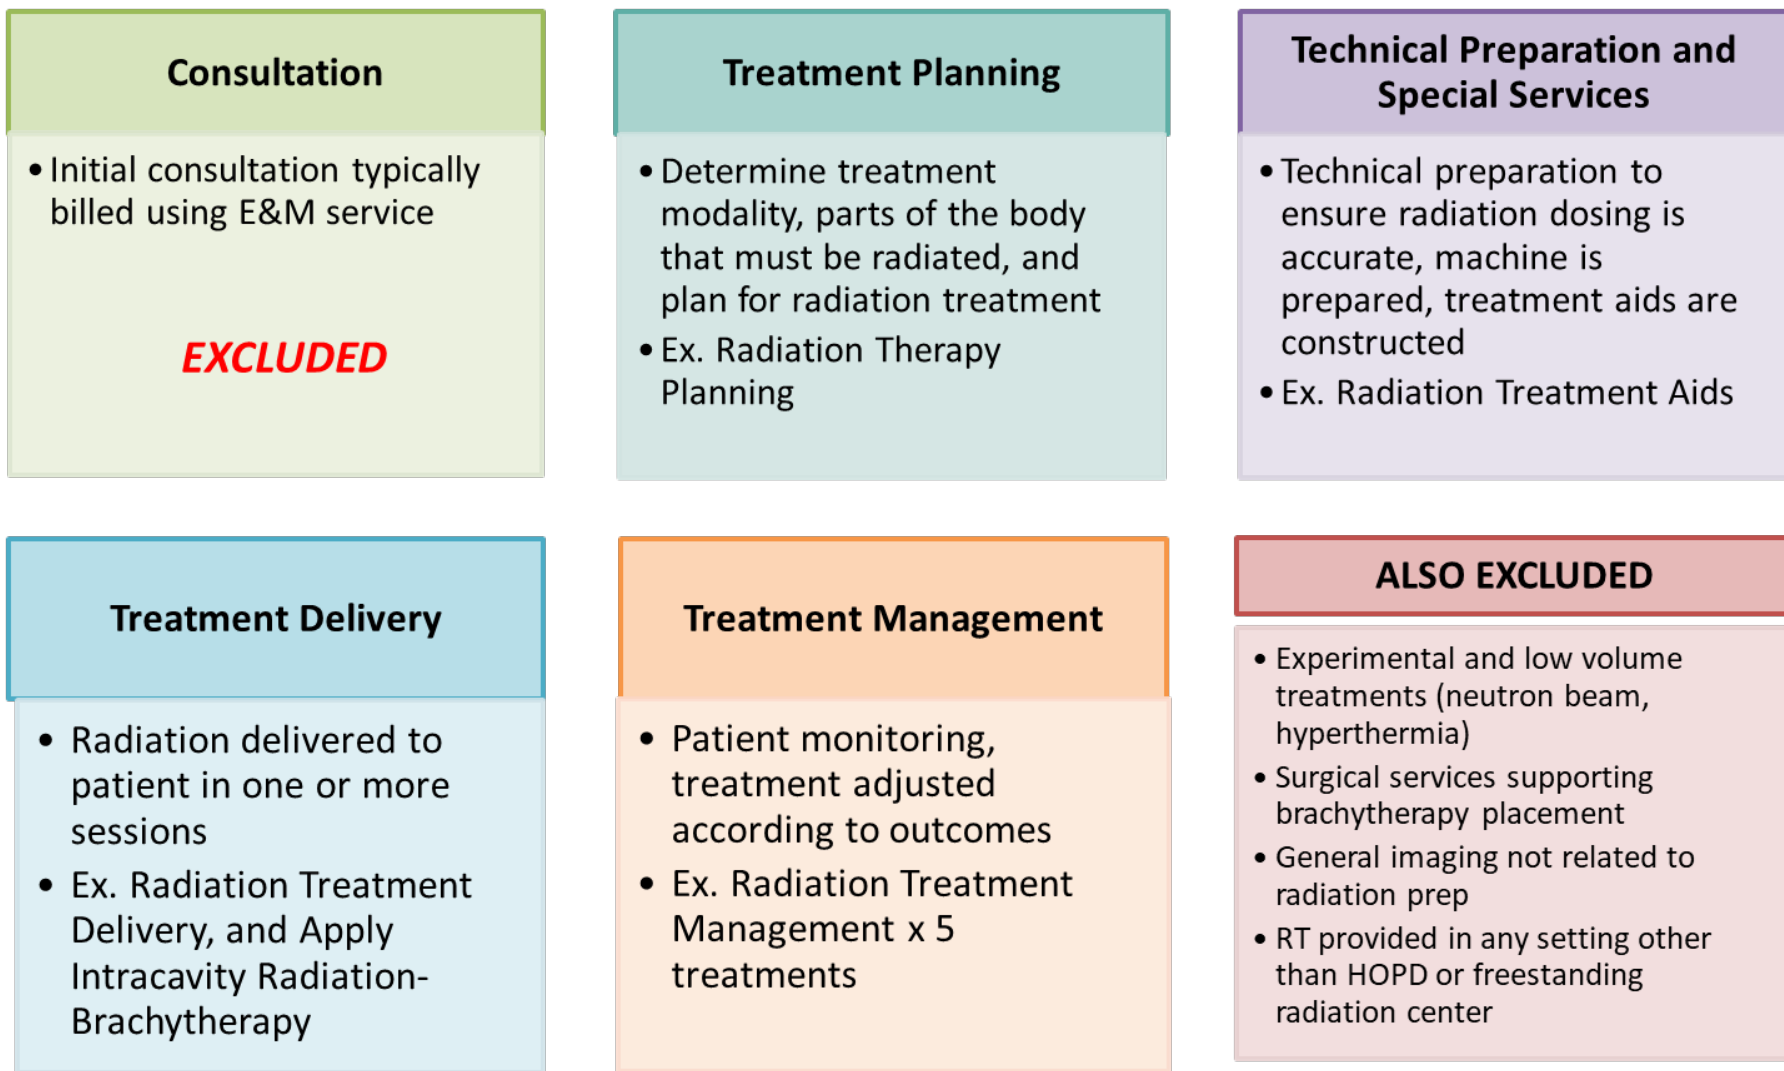 Consultation
• Initial consultation typically
billed using E&M service
EXCLUDED
Treatment Planning
• Determine treatment
modality, parts of the body
that must be radiated, and
plan for radiation treatment
• Ex. Radiation Therapy
Planning
Technical Preparation and
Special Services
• Technical preparation to
ensure radiation dosing is
accurate, machine is
prepared, treatment aids are
constructed
• Ex. Radiation Treatment Aids
Treatment Delivery
• Radiation delivered to
patient in one or more
sessions
• Ex. Radiation Treatment
Delivery, and Apply
Intracavity Radiation-
Brachytherapy
Treatment Management
• Patient monitoring,
treatment adjusted
according to outcomes
• Ex. Radiation Treatment
Management x 5
treatments
ALSO EXCLUDED
• Experimental and low volume
treatments (neutron beam,
hyperthermia)
• Surgical services supporting
brachytherapy placement
• General imaging not related to
radiation prep
• RT provided in any setting other
than HOPD or freestanding
radiation center